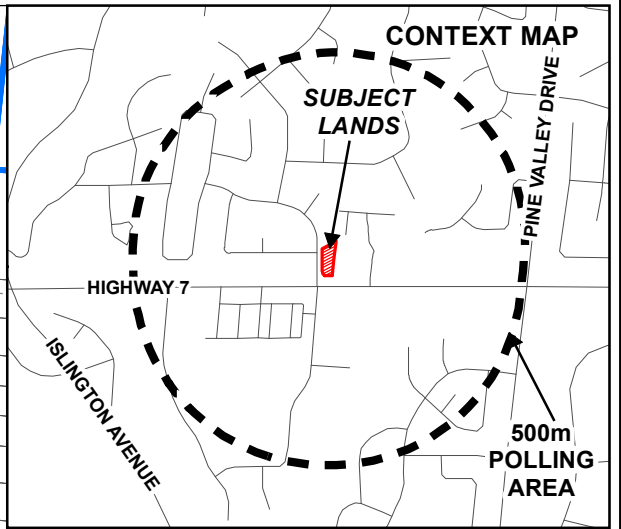 CONTEXT MAP
SUBJECT
LANDS
PINE VALLEY DRIVE
HIGHWAY 7
ISLINGTON AVENUE
500m
POLLING
AREA